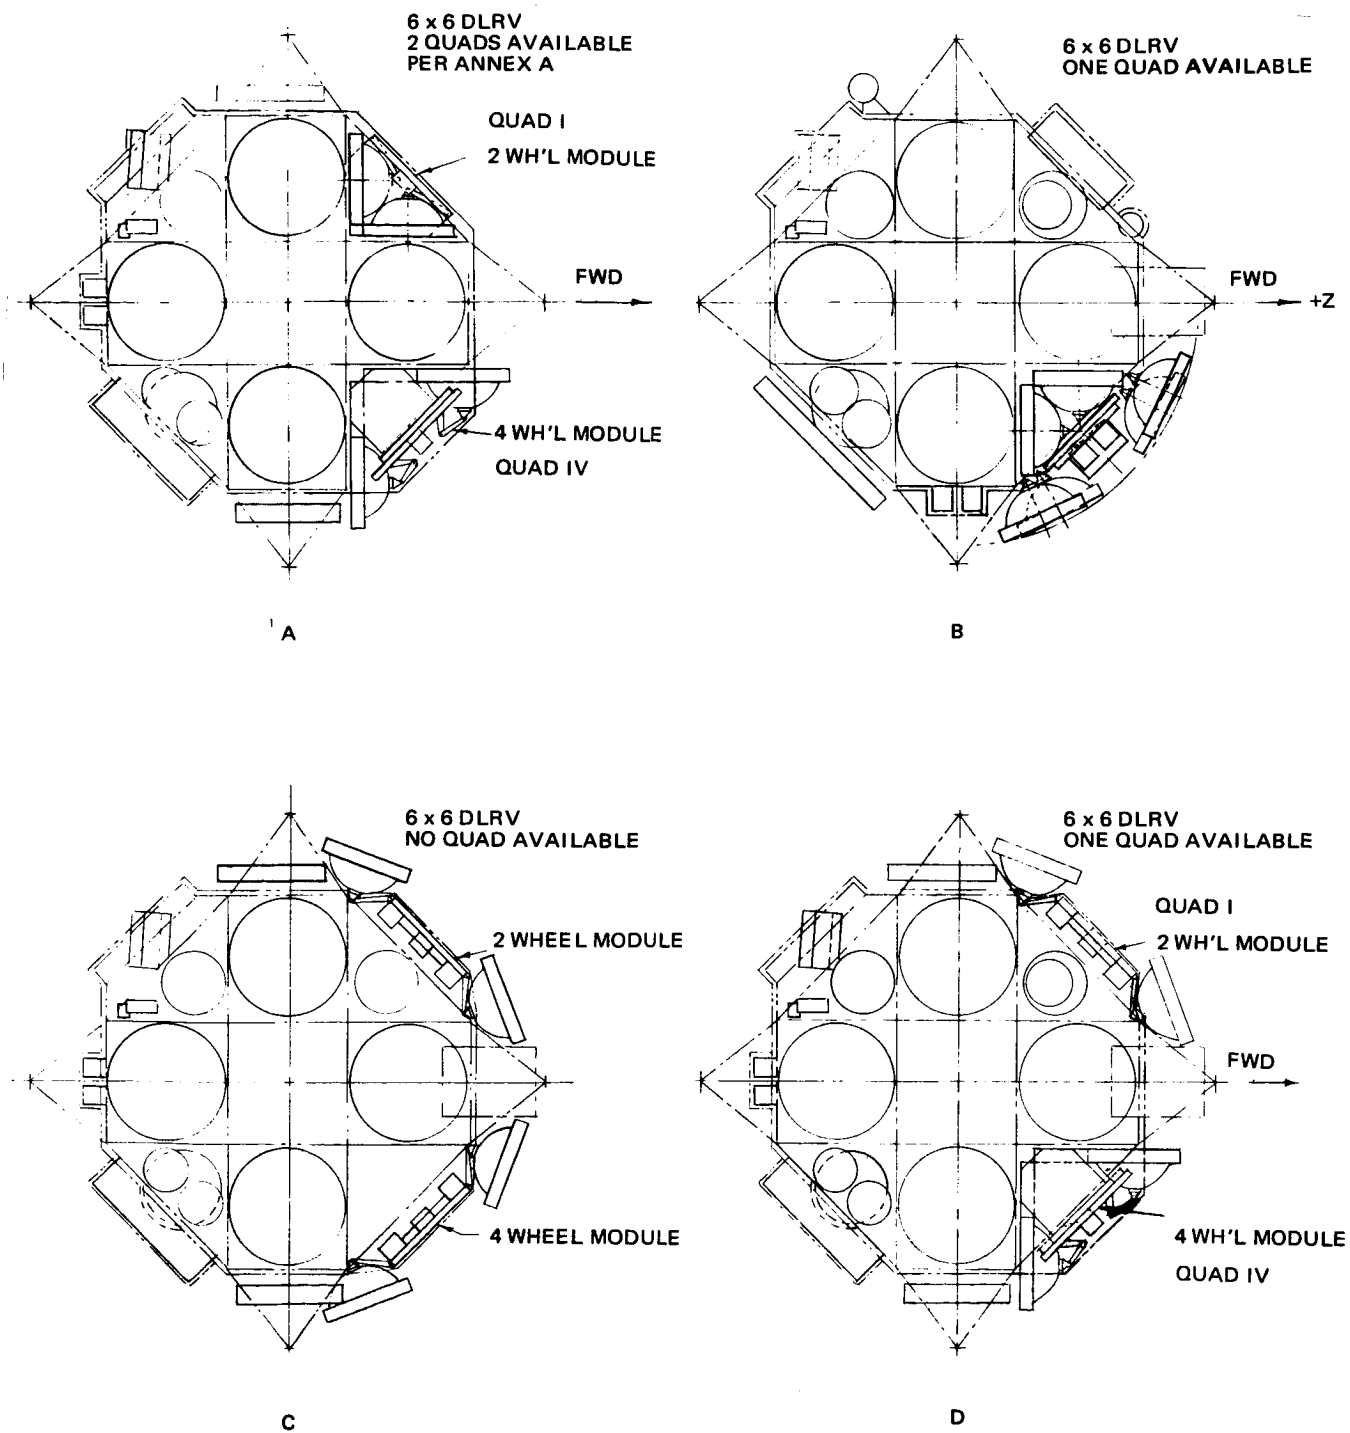 6 x 6 DLRV
2 QUADS AVAILABLE
PER ANNEX A
QUAD I
2 WH'L MODULE
FWD
4 WH'L MODULE
QUAD IV
A
6 x 6 DLRV
ONE QUAD AVAILABLE
FWD
+Z
B
6 x 6 DLRV
NO QUAD AVAILABLE
2 WHEEL MODULE
4 WHEEL MODULE
C
6 x 6 DLRV
ONE QUAD AVAILABLE
QUAD I
2 WH'L MODULE
FWD
4 WH'L MODULE
QUAD IV
D